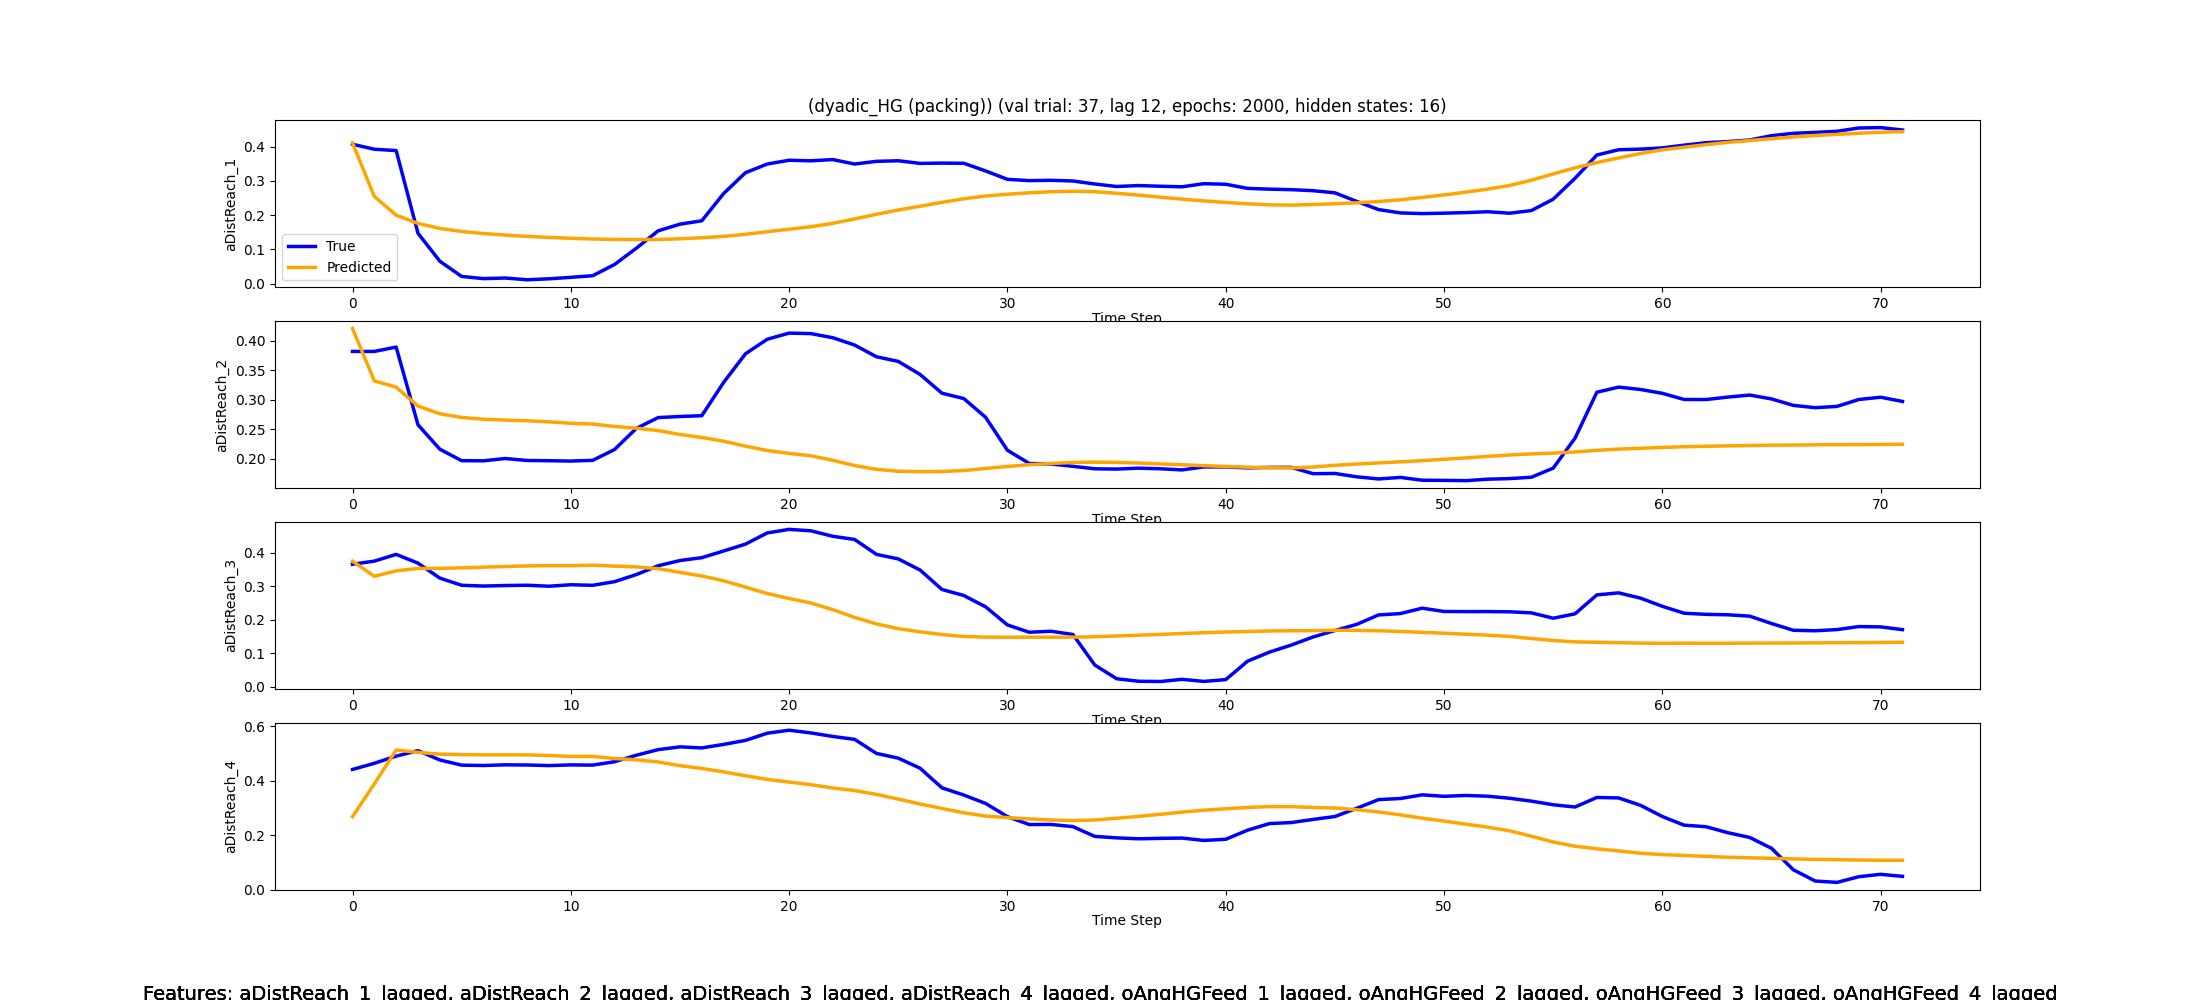 (dyadic_HG (packing)) (val trial: 37, lag 12, epochs: 2000, hidden states: 16)
aDistReach_1
0.4
0.3
0.2
0.1
0.0
True
Predicted
0 10 20 30 40 50 60 70
Time Step
aDistReach_2
0.40
0.35
0.30
0.25
0.20
0 10 20 30 40 50 60 70
Time Step
aDistReach_3
0.4
0.3
0.2
0.1
0.0
0 10 20 30 40 50 60 70
Time Step
aDistReach_4
0.6
0.4
0.2
0.0
0 10 20 30 40 50 60 70
Time Step
Features: aDistReach_1_lagged, aDistReach_2_lagged, aDistReach_3_lagged, aDistReach_4_lagged, oAngHGFeed_1_lagged, oAngHGFeed_2_lagged, oAngHGFeed_3_lagged, oAngHGFeed_4_lagged